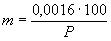 m = 0,0016·100 / P